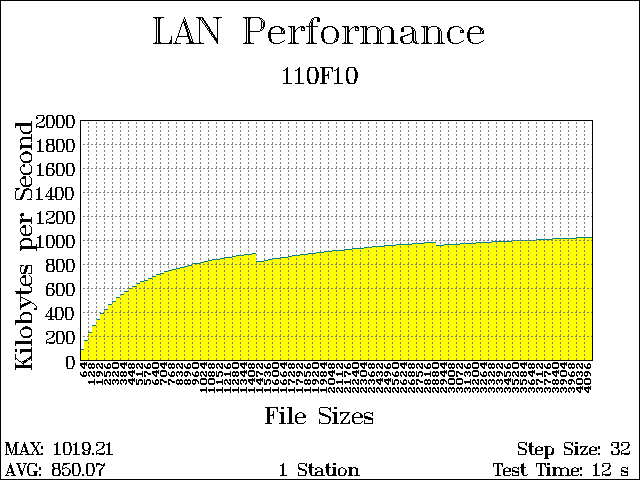 LAN Performance
110F10
Kilobytes per Second
2000
1800
1600
1400
1200
1000
800
600
400
200
0
64 128 192 256 320 384 448 512 576 640 704 768 832 896 960 1024 1088 1152 1216 1280 1344 1408 1472 1536 1600 1664 1728 1792 1856 1920 1984 2048 2112 2176 2240 2304 2368 2432 2496 2560 2624 2688 2752 2816 2880 2944 3008 3072 3136 3200 3264 3328 3392 3456 3520 3584 3648 3712 3776 3840 3904 3968 4032 4096
File Sizes
MAX: 1019.21
Step Size: 32
AVG: 850.07
1 Station
Test Time: 12 s